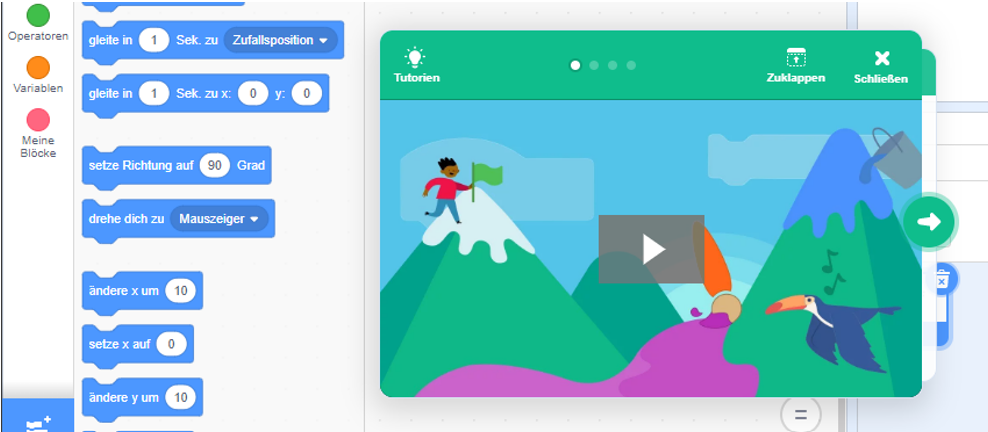 Operatoren
Variablen
Meine
Blöcke
gleite in 1 Sek. zu Zufallsposition
gleite in 1 Sek. zu x: 0 y: 0
setze Richtung auf 90 Grad
drehe dich zu Mauszeiger
ändere x um 10
setze x auf 0
ändere y um 10
Tutorien
Zuklappen
Schließen